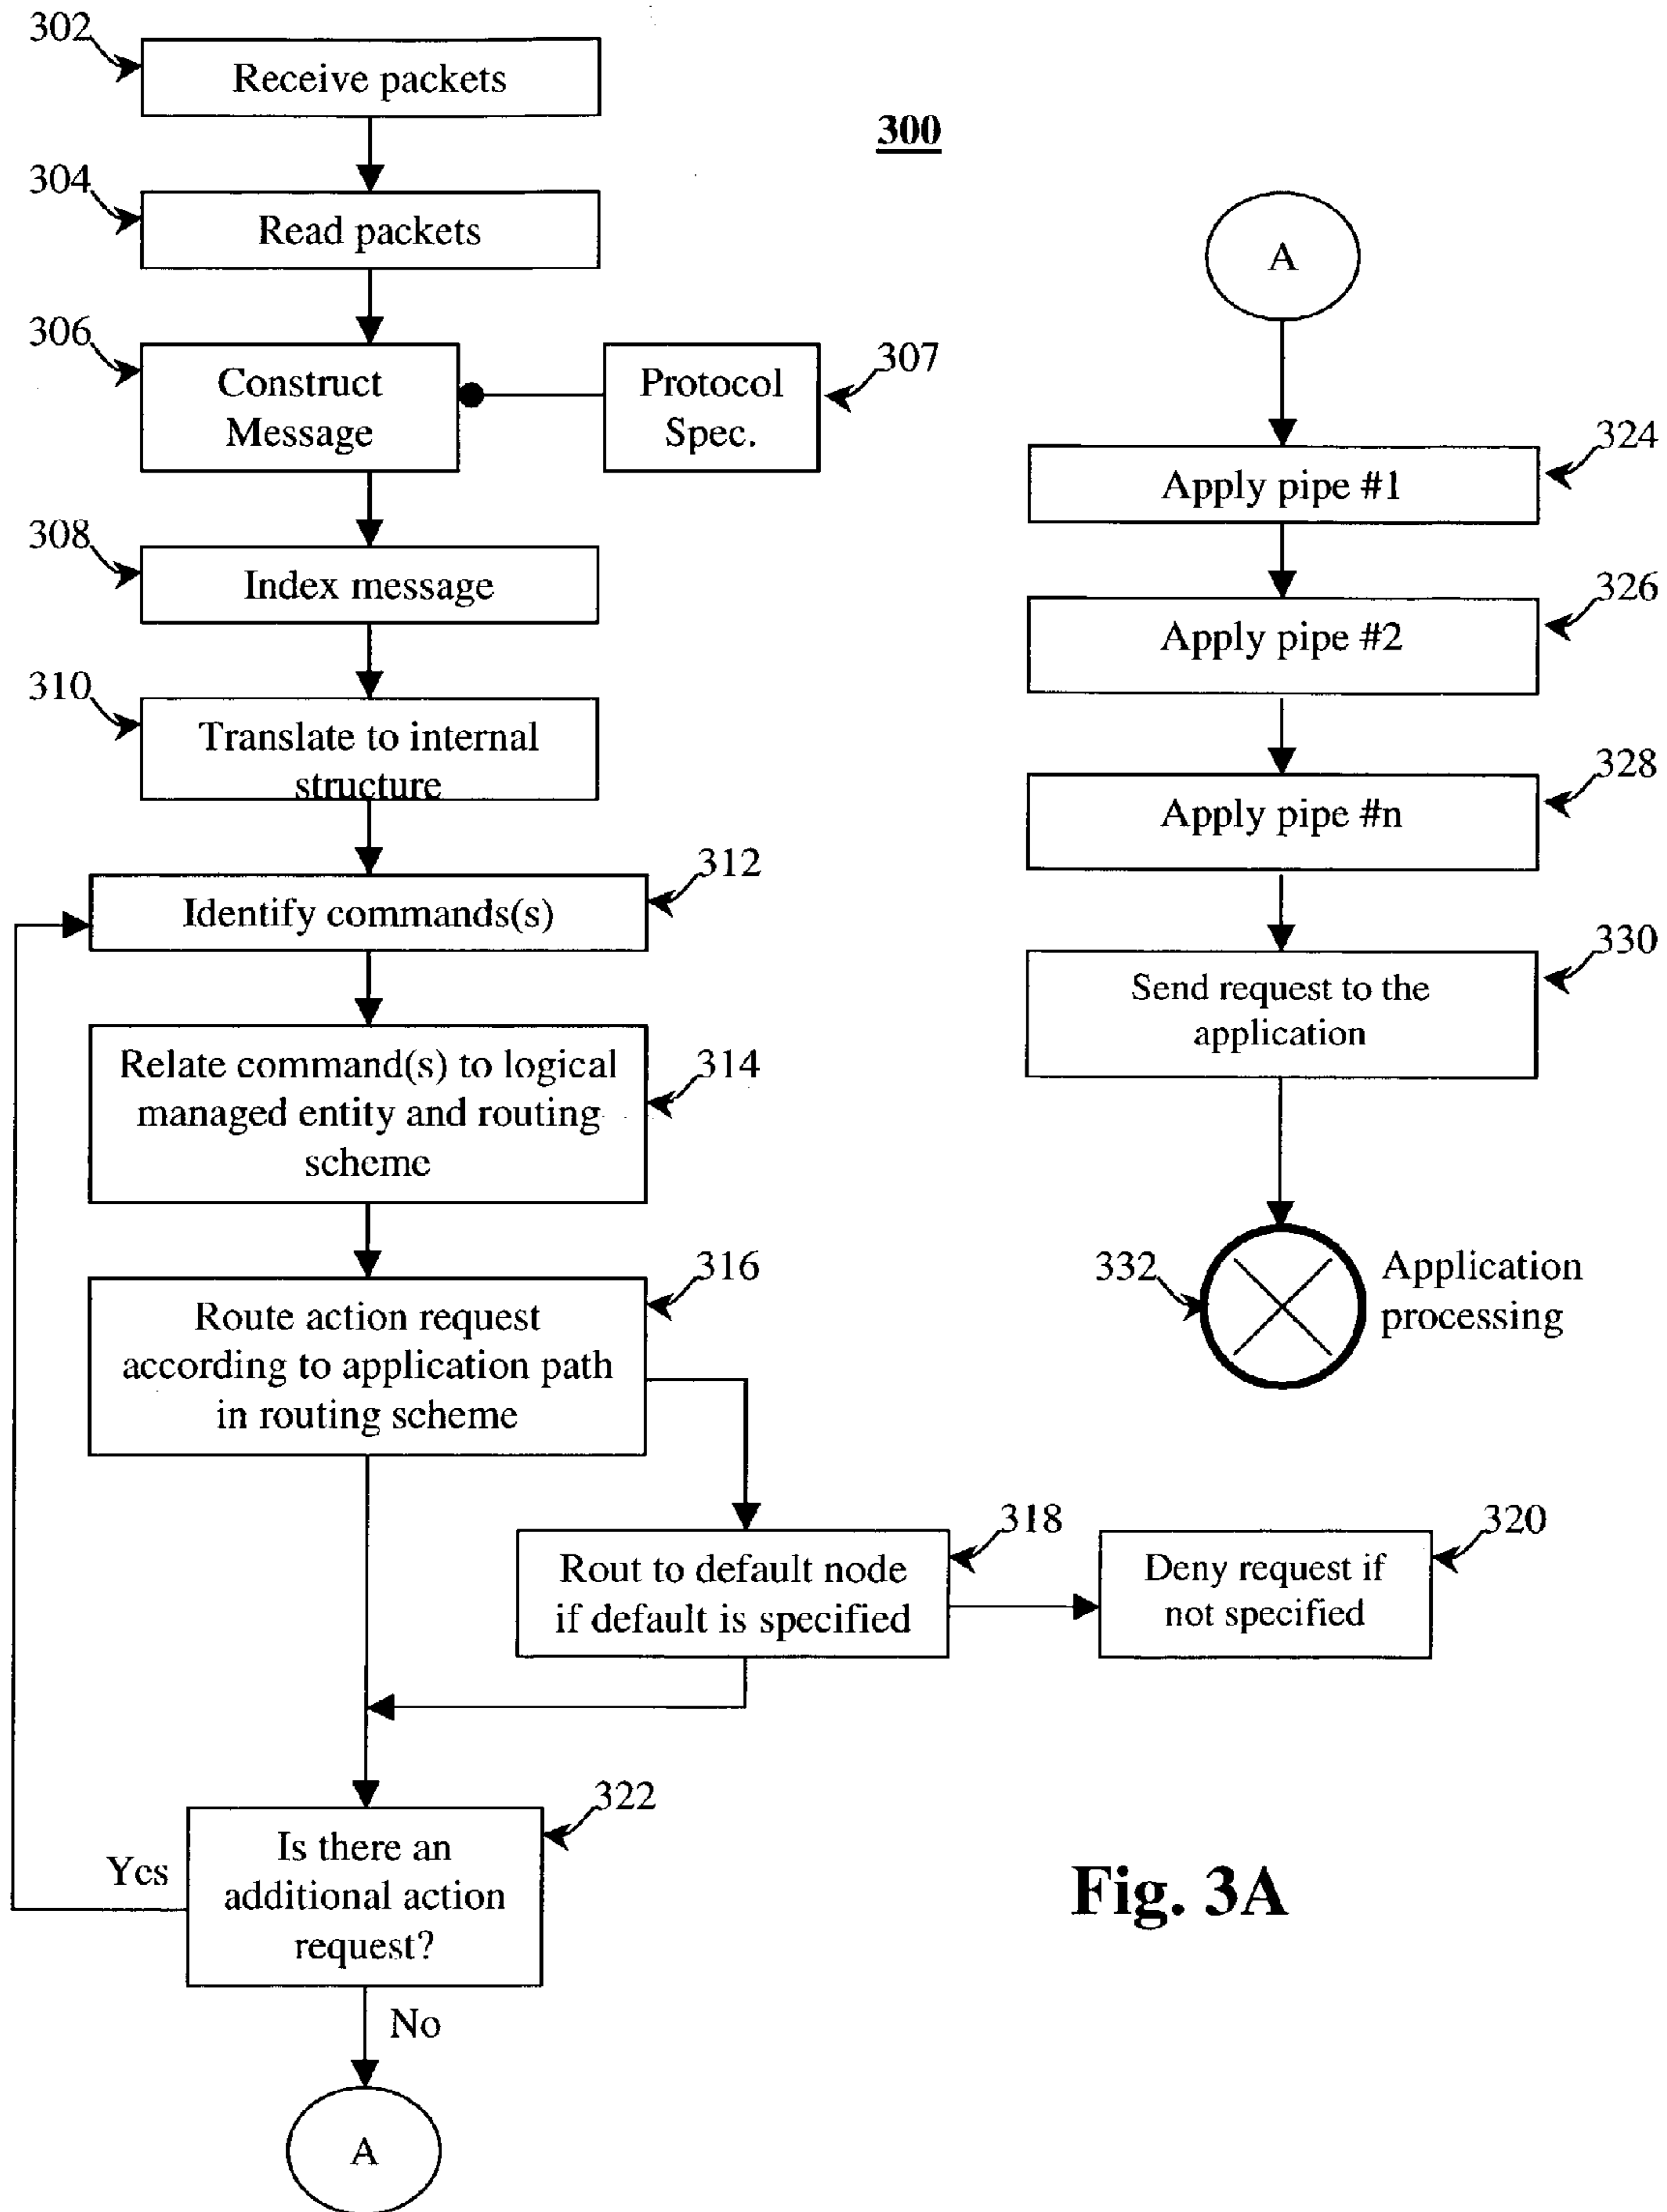 302
Receive packets
300
304
Read packets
306
Construct
Message
Protocol
Spec.
307
308
Index message
310
Translate to internal
structure
312
Identify commands(s)
Relate command(s) to logical
managed entity and routing
scheme
314
316
Route action request
according to application path
in routing scheme
318
Rout to default node
if default is specified
320
Deny request if
not specified
322
Is there an
additional action
request?
Yes
No
A
A
324
Apply pipe #1
326
Apply pipe #2
328
Apply pipe #n
330
Send request to the
application
332
Application
processing
Fig. 3A